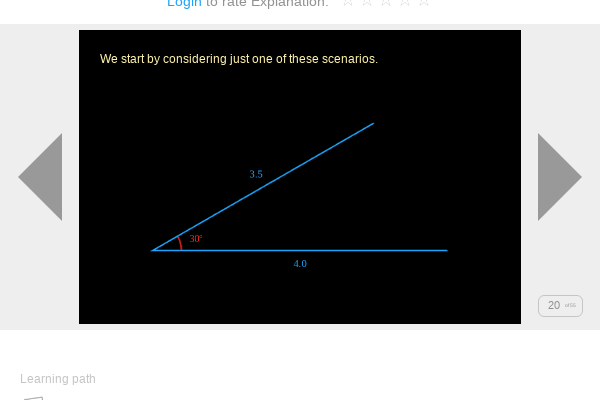 Login to rate Explanation:
We start by considering just one of these scenarios.
3.5
30°
4.0
20 of55
Learning path